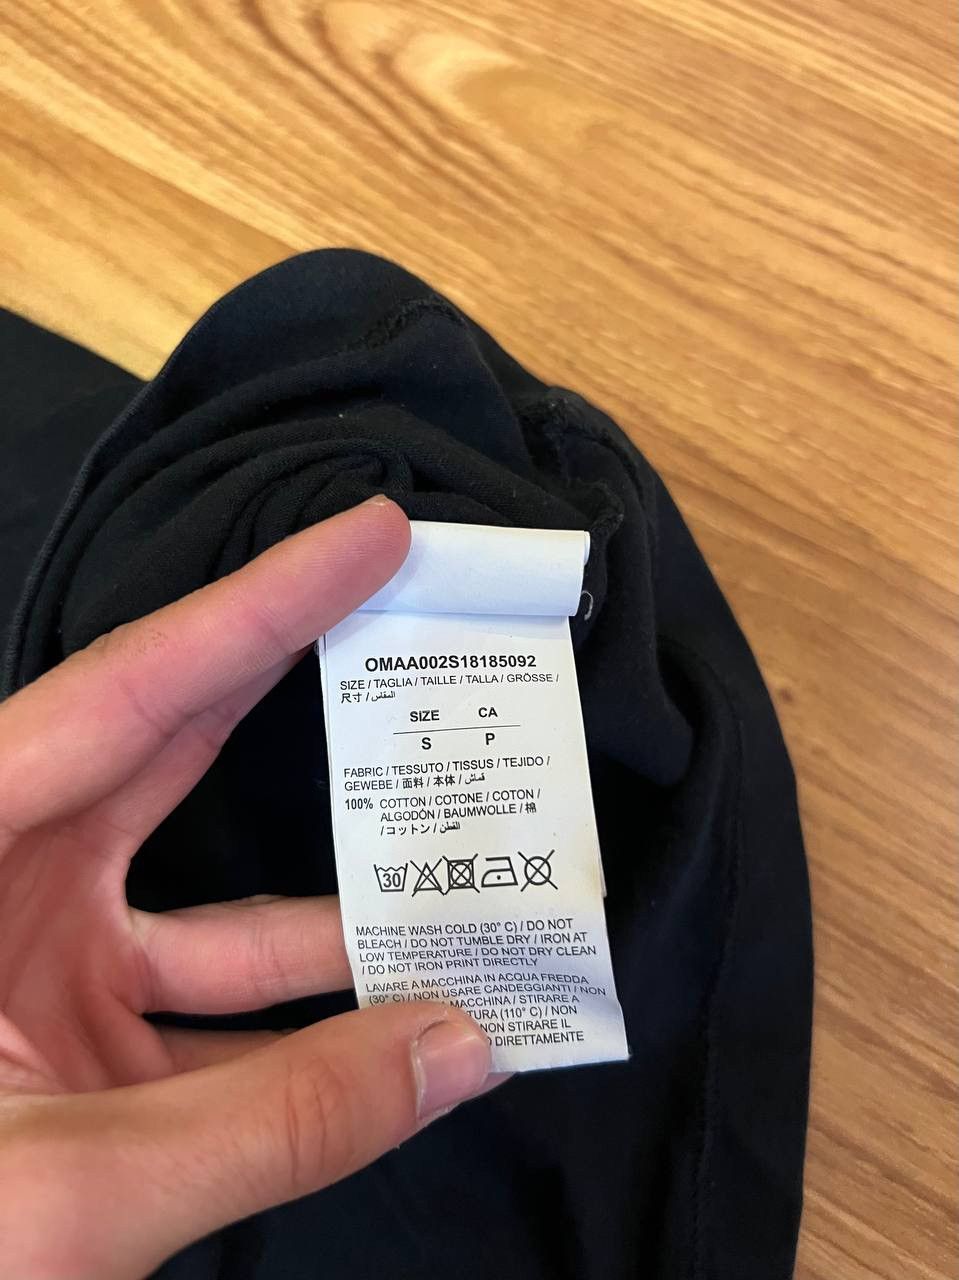 OMAA002S18185092
SIZE / TAGLIA / TAILLE / TALLA / GRÖSSE /
尺寸 / المقاس
SIZE CA
S P
FABRIC / TESSUTO / TISSUS / TEJIDO /
GEWEBE / 面料 / 本体 / قماش
100% COTTON / COTONE / COTON /
ALGODÓN / BAUMWOLLE / 棉
/ コットン / القطن
30
MACHINE WASH COLD (30° C) / DO NOT
BLEACH / DO NOT TUMBLE DRY / IRON AT
LOW TEMPERATURE / DO NOT DRY CLEAN
/ DO NOT IRON PRINT DIRECTLY
LAVARE A MACCHINA IN ACQUA FREDDA
(30° C) / NON USARE CANDEGGIANTI / NON
MACCHINA / STIRARE A
TURA (110° C) / NON
NON STIRARE IL
DIRETTAMENTE